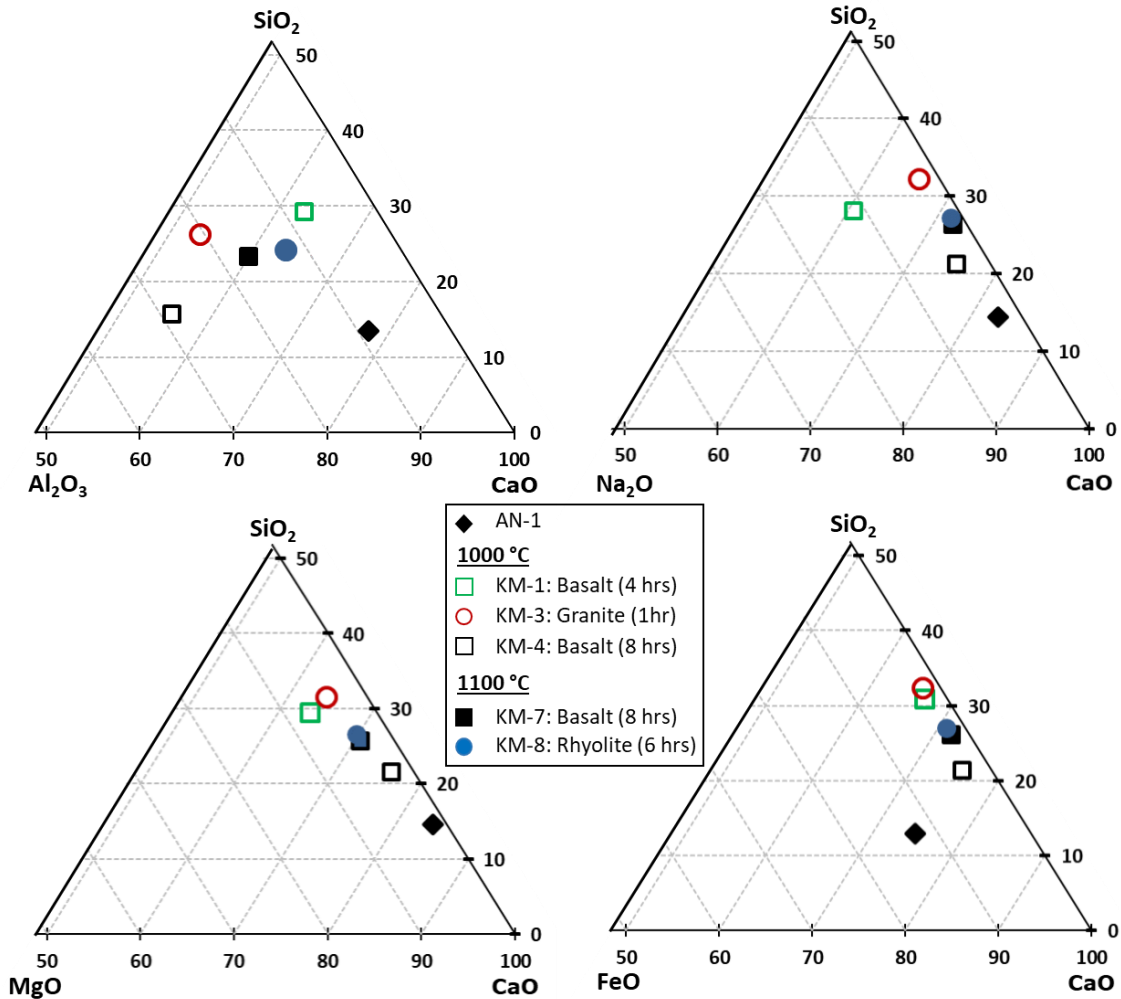 SiO₂
50
40
30
20
10
0
50 60 70 80 90 100
Al₂O₃ CaO
SiO₂
50
40
30
20
10
0
50 60 70 80 90 100
Na₂O CaO
AN-1
1000 °C
KM-1: Basalt (4 hrs)
KM-3: Granite (1hr)
KM-4: Basalt (8 hrs)
1100 °C
KM-7: Basalt (8 hrs)
KM-8: Rhyolite (6 hrs)
SiO₂
50
40
30
20
10
0
50 60 70 80 90 100
MgO CaO
SiO₂
50
40
30
20
10
0
50 60 70 80 90 100
FeO CaO